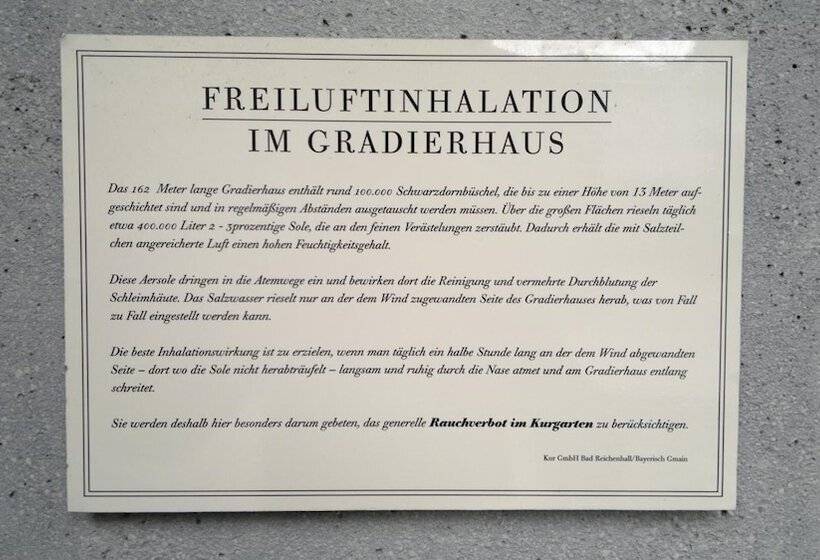 FREILUFTINHALATION
IM GRADIERHAUS
Das 162 Meter lange Gradierhaus enthält rund 100.000 Schwarzdornbüschel, die bis zu einer Höhe von 13 Meter auf-
geschichtet sind und in regelmäßigen Abständen ausgetauscht werden müssen. Über die großen Flächen rieseln täglich
etwa 400.000 Liter 2 - 3prozentige Sole, die an den feinen Verästelungen zerstäubt. Dadurch erhält die mit Salzteil-
chen angereicherte Luft einen hohen Feuchtigkeitsgehalt.
Diese Aersole dringen in die Atemwege ein und bewirken dort die Reinigung und vermehrte Durchblutung der
Schleimhäute. Das Salzwasser rieselt nur an der dem Wind zugewandten Seite des Gradierhauses herab, was von Fall
zu Fall eingestellt werden kann.
Die beste Inhalationswirkung ist zu erzielen, wenn man täglich ein halbe Stunde lang an der dem Wind abgewandten
Seite – dort wo die Sole nicht herabträufelt – langsam und ruhig durch die Nase atmet und am Gradierhaus entlang
schreitet.
Sie werden deshalb hier besonders darum gebeten, das generelle Rauchverbot im Kurgarten zu berücksichtigen.
Kur GmbH Bad Reichenhall/Bayerisch Gmain